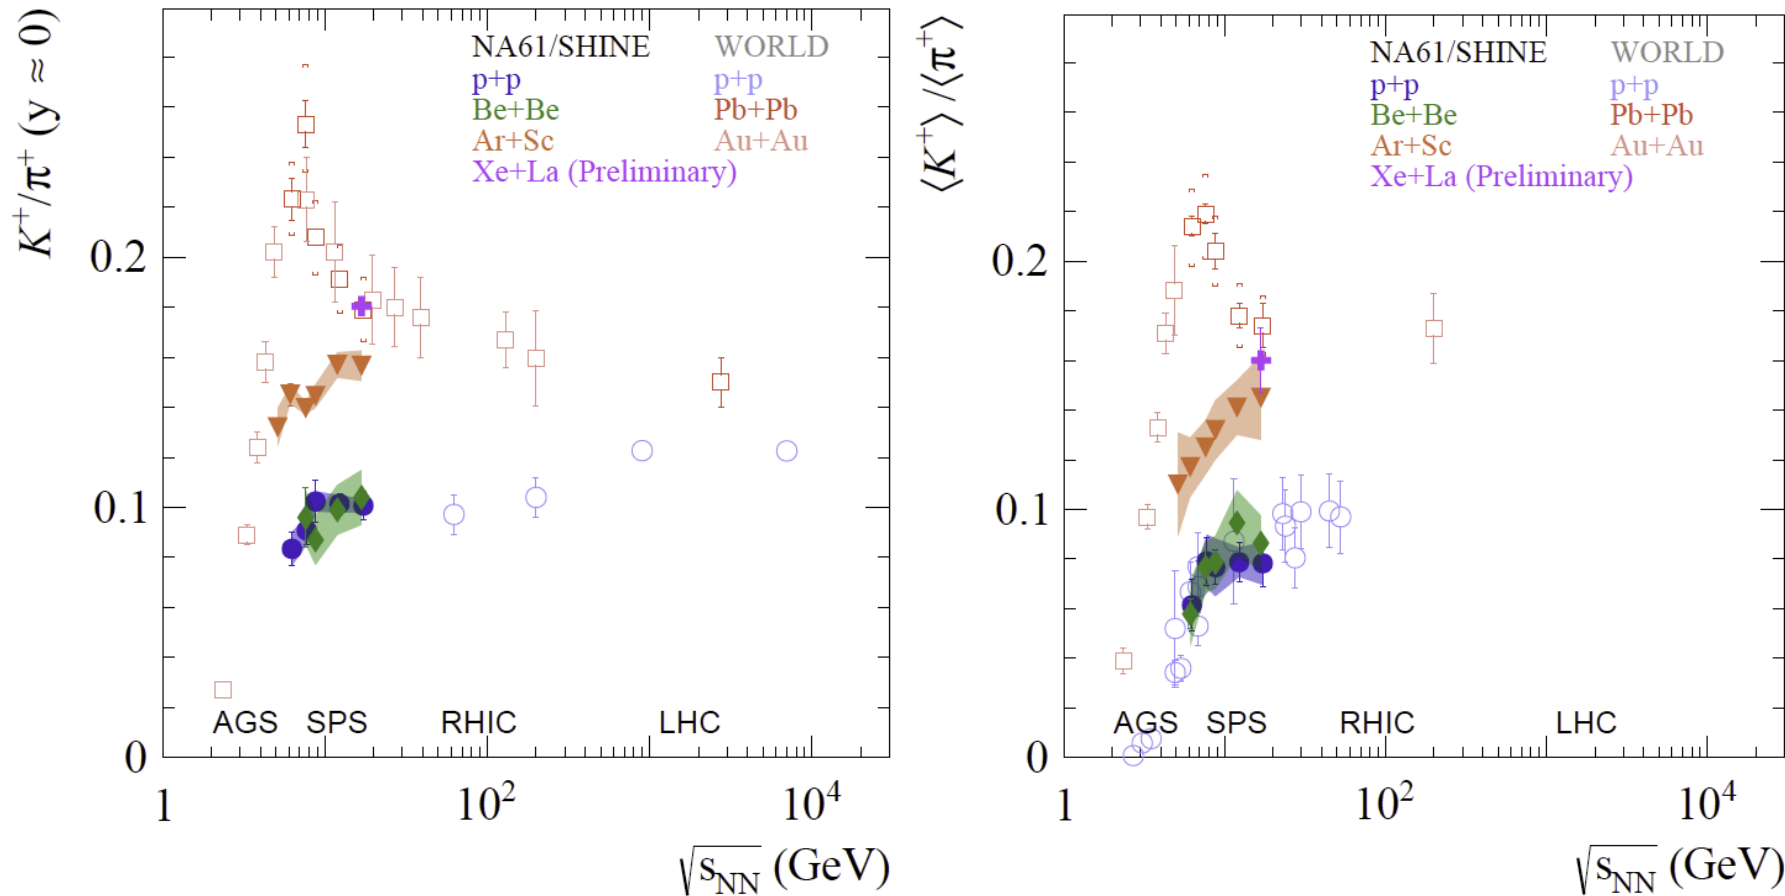 K⁺/π⁺ (y ≈ 0)
NA61/SHINE WORLD
p+p p+p
Be+Be Pb+Pb
Ar+Sc Au+Au
Xe+La (Preliminary)
0.2
0.1
0
AGS SPS RHIC LHC
1 10² 10⁴
√sNN (GeV)
⟨K⁺⟩/⟨π⁺⟩
NA61/SHINE WORLD
p+p p+p
Be+Be Pb+Pb
Ar+Sc Au+Au
Xe+La (Preliminary)
0.2
0.1
0
AGS SPS RHIC LHC
1 10² 10⁴
√sNN (GeV)